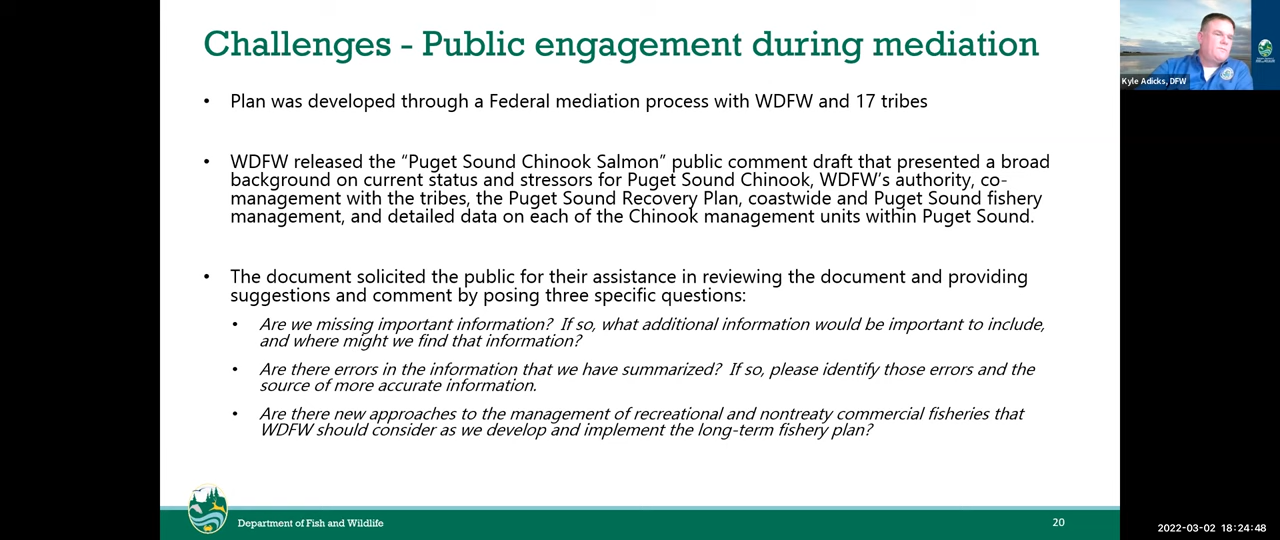 Challenges - Public engagement during mediation
Kyle Adicks, DFW
• Plan was developed through a Federal mediation process with WDFW and 17 tribes
• WDFW released the “Puget Sound Chinook Salmon” public comment draft that presented a broad
background on current status and stressors for Puget Sound Chinook, WDFW’s authority, co-
management with the tribes, the Puget Sound Recovery Plan, coastwide and Puget Sound fishery
management, and detailed data on each of the Chinook management units within Puget Sound.
• The document solicited the public for their assistance in reviewing the document and providing
suggestions and comment by posing three specific questions:
• Are we missing important information? If so, what additional information would be important to include,
and where might we find that information?
• Are there errors in the information that we have summarized? If so, please identify those errors and the
source of more accurate information.
• Are there new approaches to the management of recreational and nontreaty commercial fisheries that
WDFW should consider as we develop and implement the long-term fishery plan?
Department of Fish and Wildlife
20
2022-03-02 18:24:48